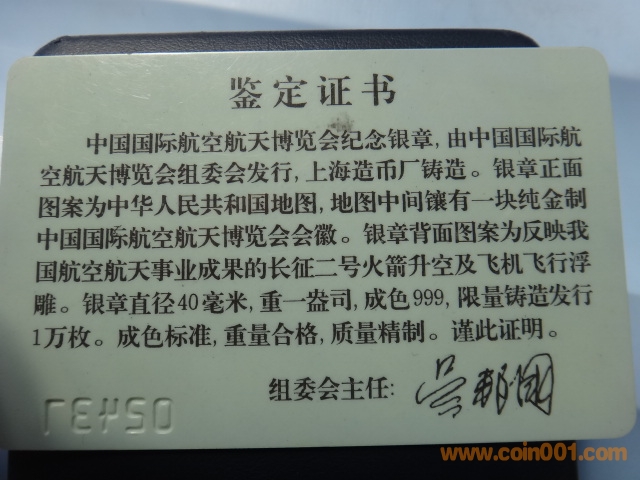 鉴定证书
中国国际航空航天博览会纪念银章,由中国国际航
空航天博览会组委会发行,上海造币厂铸造。银章正面
图案为中华人民共和国地图,地图中间镶有一块纯金制
中国国际航空航天博览会会徽。银章背面图案为反映我
国航空航天事业成果的长征二号火箭升空及飞机飞行浮
雕。银章直径40毫米,重一盎司,成色999,限量铸造发行
1万枚。成色标准,重量合格,质量精制。谨此证明。
组委会主任: 吴邦国
www.coin001.com